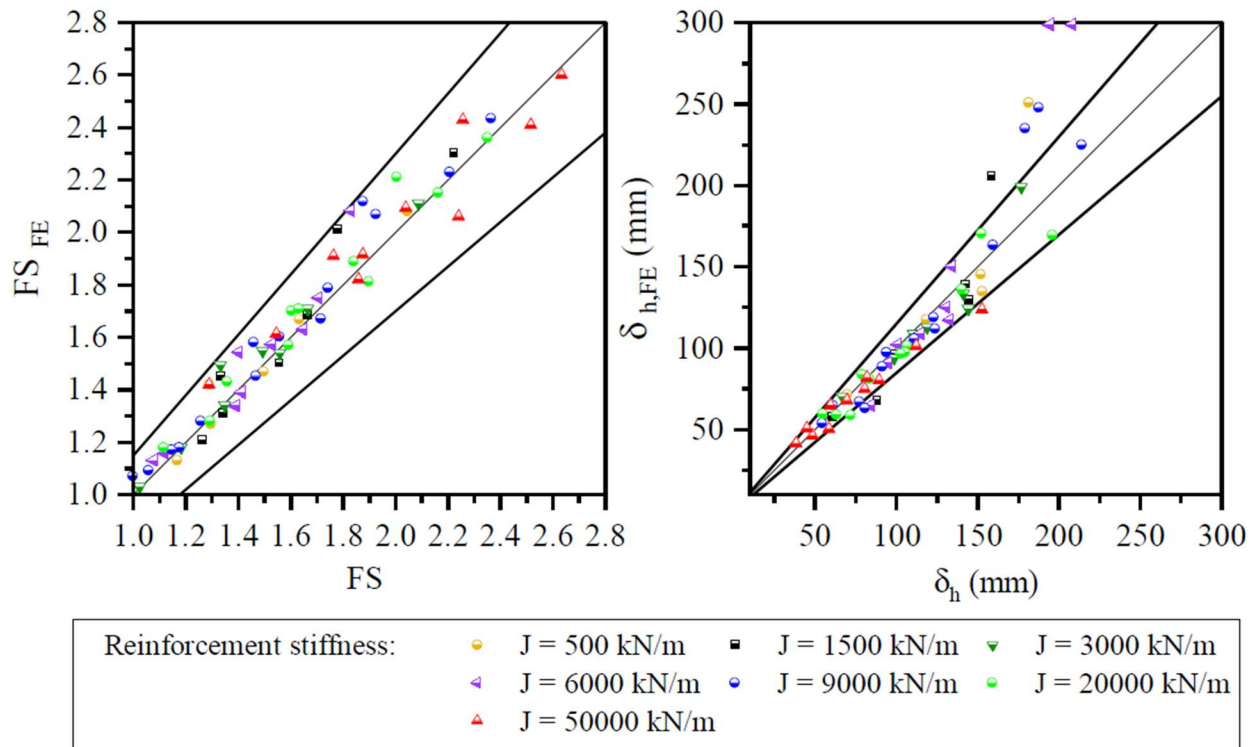 2.8
2.6
2.4
2.2
2.0
1.8
1.6
1.4
1.2
1.0
FS FE
1.0 1.2 1.4 1.6 1.8 2.0 2.2 2.4 2.6 2.8
FS
300
250
200
150
100
50
δ h,FE (mm)
50 100 150 200 250 300
δh (mm)
Reinforcement stiffness:
J = 500 kN/m J = 1500 kN/m J = 3000 kN/m
J = 6000 kN/m J = 9000 kN/m J = 20000 kN/m
J = 50000 kN/m